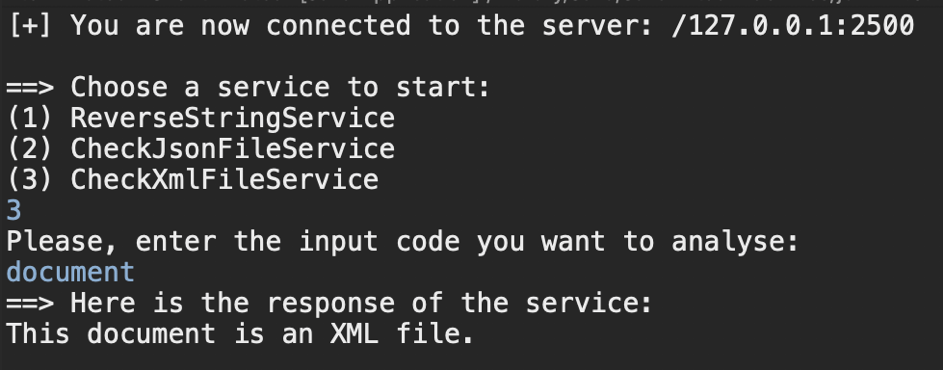 [+] You are now connected to the server: /127.0.0.1:2500
==> Choose a service to start:
(1) ReverseStringService
(2) CheckJsonFileService
(3) CheckXmlFileService
3
Please, enter the input code you want to analyse:
document
==> Here is the response of the service:
This document is an XML file.